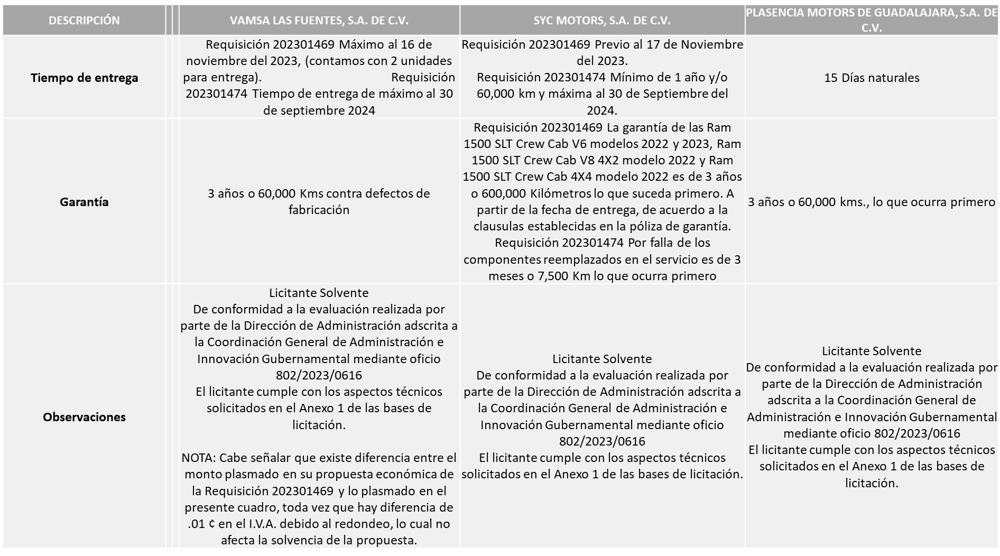 DESCRIPCIÓN
VAMSA LAS FUENTES, S.A. DE C.V.
SYC MOTORS, S.A. DE C.V.
PLASENCIA MOTORS DE GUADALAJARA, S.A. DE
C.V.
Tiempo de entrega
Requisición 202301469 Máximo al 16 de
noviembre del 2023, (contamos con 2 unidades
para entrega). Requisición
202301474 Tiempo de entrega de máximo al 30
de septiembre 2024
Requisición 202301469 Previo al 17 de Noviembre
del 2023.
Requisición 202301474 Mínimo de 1 año y/o
60,000 km y máxima al 30 de Septiembre del
2024.
15 Días naturales
Garantía
3 años o 60,000 Kms contra defectos de
fabricación
Requisición 202301469 La garantía de las Ram
1500 SLT Crew Cab V6 modelos 2022 y 2023, Ram
1500 SLT Crew Cab V8 4X2 modelo 2022 y Ram
1500 SLT Crew Cab 4X4 modelo 2022 es de 3 años
o 600,000 Kilómetros lo que suceda primero. A
partir de la fecha de entrega, de acuerdo a la
clausulas establecidas en la póliza de garantía.
Requisición 202301474 Por falla de los
componentes reemplazados en el servicio es de 3
meses o 7,500 Km lo que ocurra primero
3 años o 60,000 kms., lo que ocurra primero
Observaciones
Licitante Solvente
De conformidad a la evaluación realizada por
parte de la Dirección de Administración adscrita a
la Coordinación General de Administración e
Innovación Gubernamental mediante oficio
802/2023/0616
El licitante cumple con los aspectos técnicos
solicitados en el Anexo 1 de las bases de
licitación.
NOTA: Cabe señalar que existe diferencia entre el
monto plasmado en su propuesta económica de
la Requisición 202301469 y lo plasmado en el
presente cuadro, toda vez que hay diferencia de
.01 ¢ en el I.V.A. debido al redondeo, lo cual no
afecta la solvencia de la propuesta.
Licitante Solvente
De conformidad a la evaluación realizada por
parte de la Dirección de Administración adscrita a
la Coordinación General de Administración e
Innovación Gubernamental mediante oficio
802/2023/0616
El licitante cumple con los aspectos técnicos
solicitados en el Anexo 1 de las bases de licitación.
Licitante Solvente
De conformidad a la evaluación realizada por
parte de la Dirección de Administración
adscrita a la Coordinación General de
Administración e Innovación Gubernamental
mediante oficio 802/2023/0616
El licitante cumple con los aspectos técnicos
solicitados en el Anexo 1 de las bases de
licitación.